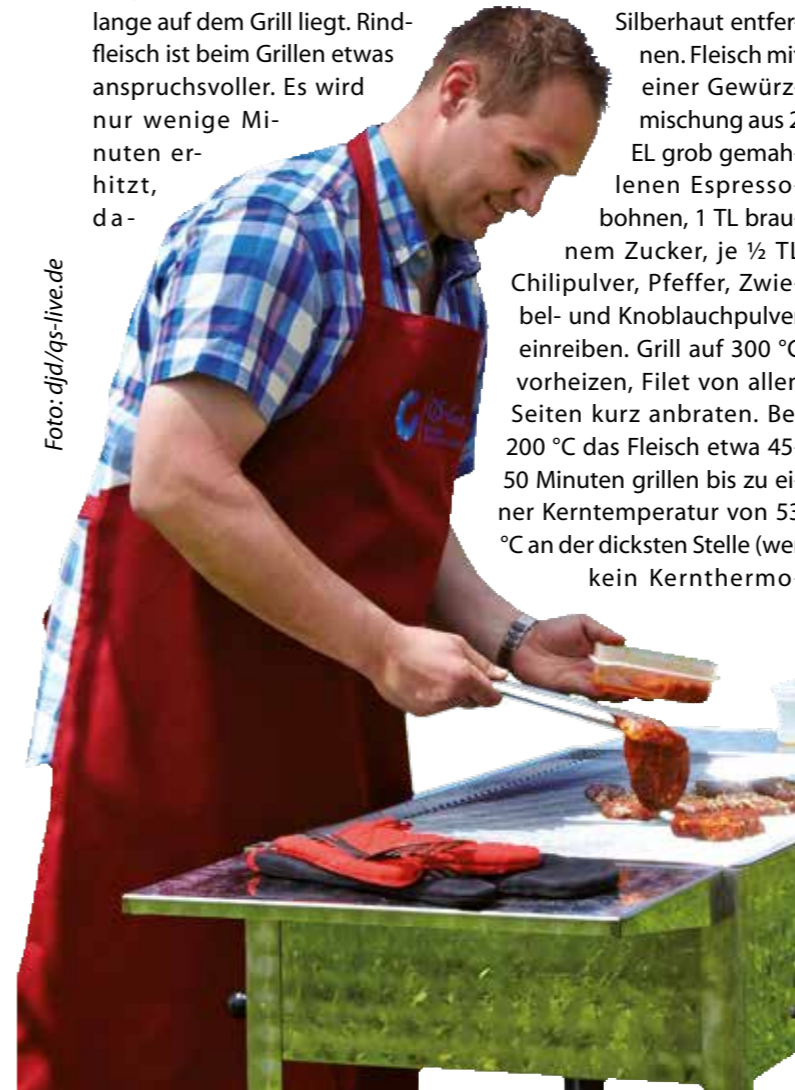 lange auf dem Grill liegt. Rind-
fleisch ist beim Grillen etwas
anspruchsvoller. Es wird
nur wenige Mi-
nuten er-
hitzt,
da-
Foto: djd/qs-live.de
Silberhaut entfer-
nen. Fleisch mit
einer Gewürz-
mischung aus 2
EL grob gemah-
lenen Espresso-
bohnen, 1 TL brau-
nem Zucker, je ½ TL
Chilipulver, Pfeffer, Zwie-
bel- und Knoblauchpulver
einreiben. Grill auf 300 °C
vorheizen, Filet von allen
Seiten kurz anbraten. Bei
200 °C das Fleisch etwa 45-
50 Minuten grillen bis zu ei-
ner Kerntemperatur von 53
°C an der dicksten Stelle (wer
kein Kernthermo-